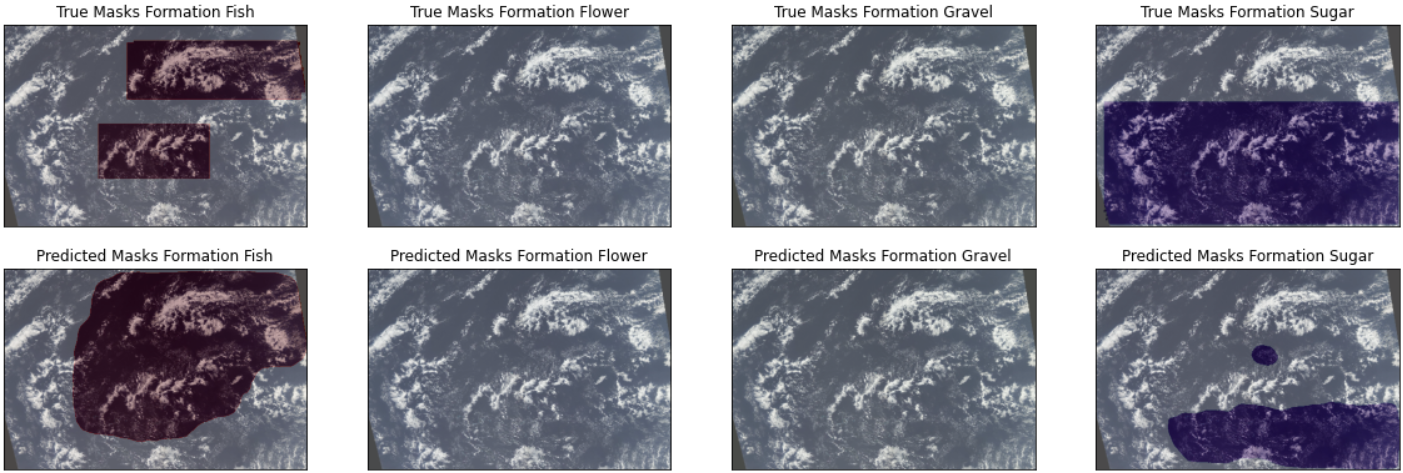 True Masks Formation Fish
True Masks Formation Flower
True Masks Formation Gravel
True Masks Formation Sugar
Predicted Masks Formation Fish
Predicted Masks Formation Flower
Predicted Masks Formation Gravel
Predicted Masks Formation Sugar